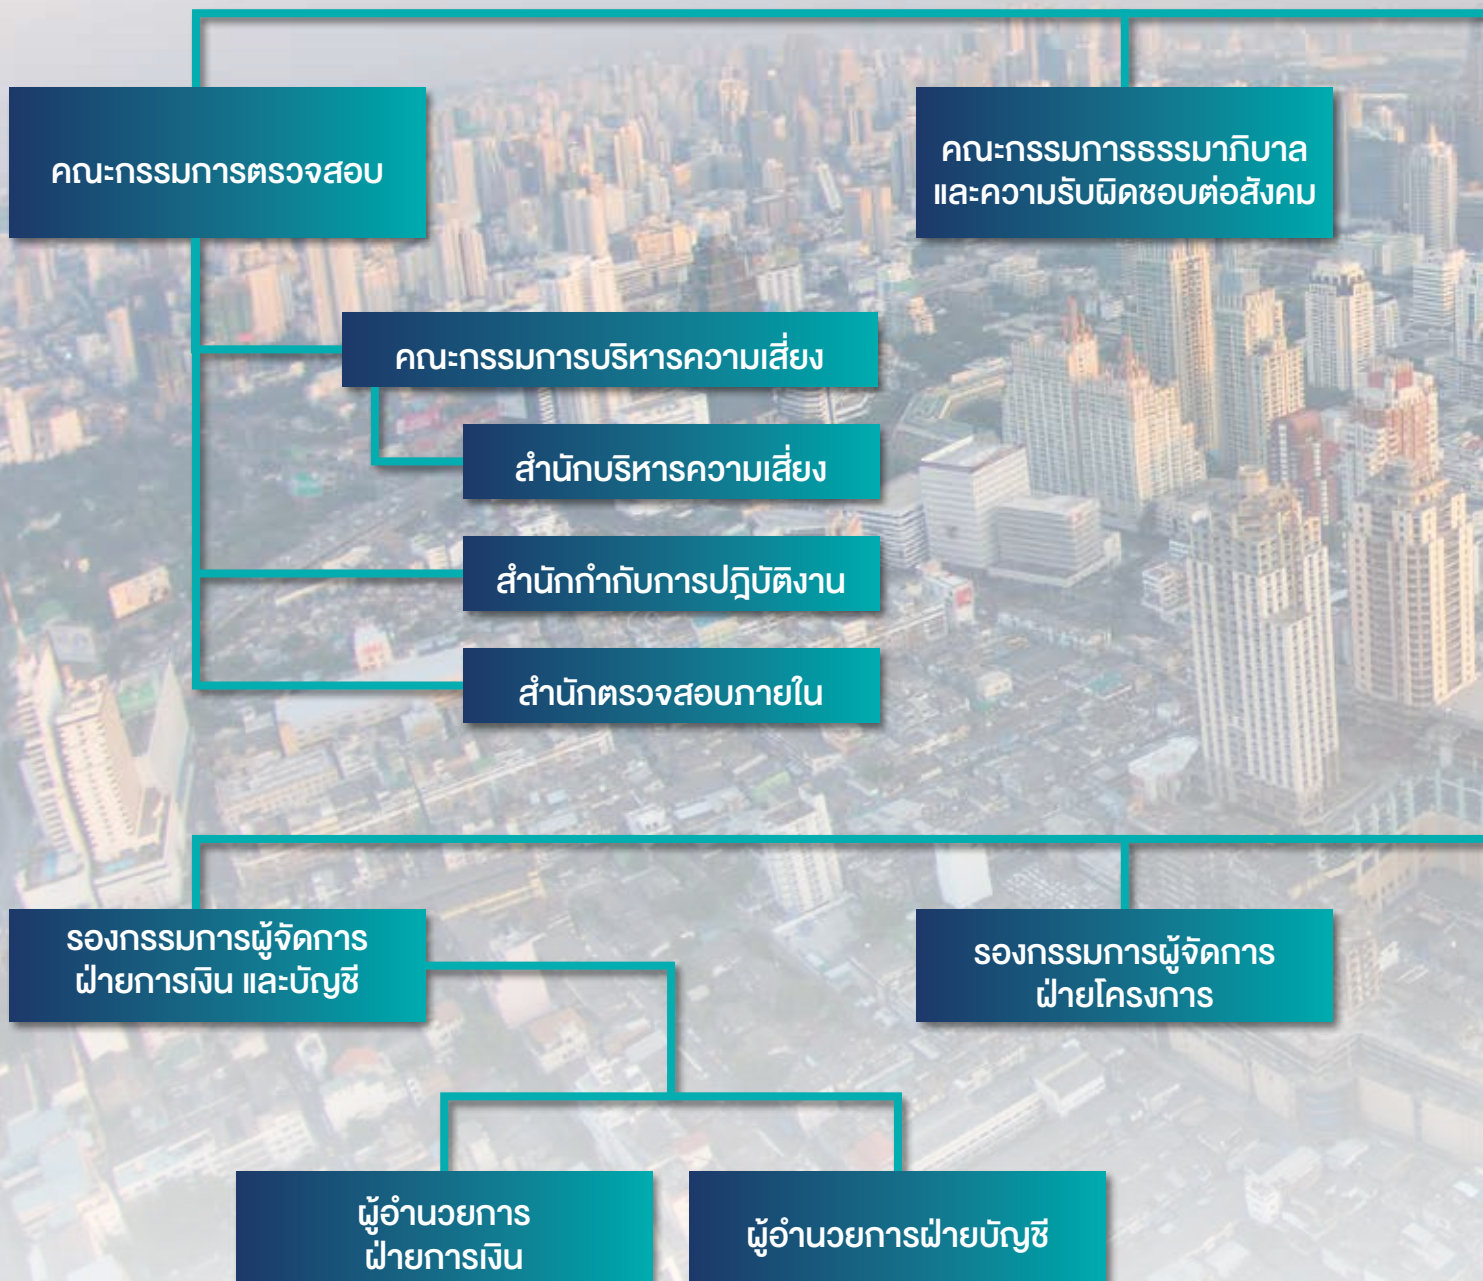 คณะกรรมการตรวจสอบ
คณะกรรมการธรรมาภิบาล
และความรับผิดชอบต่อสังคม
คณะกรรมการบริหารความเสี่ยง
สำนักบริหารความเสี่ยง
สำนักกำกับการปฎิบัติงาน
สำนักตรวจสอบภายใน
รองกรรมการผู้จัดการ
ฝ่ายการเงิน และบัญชี
รองกรรมการผู้จัดการ
ฝ่ายโครงการ
ผู้อำนวยการ
ฝ่ายการเงิน
ผู้อำนวยการฝ่ายบัญชี